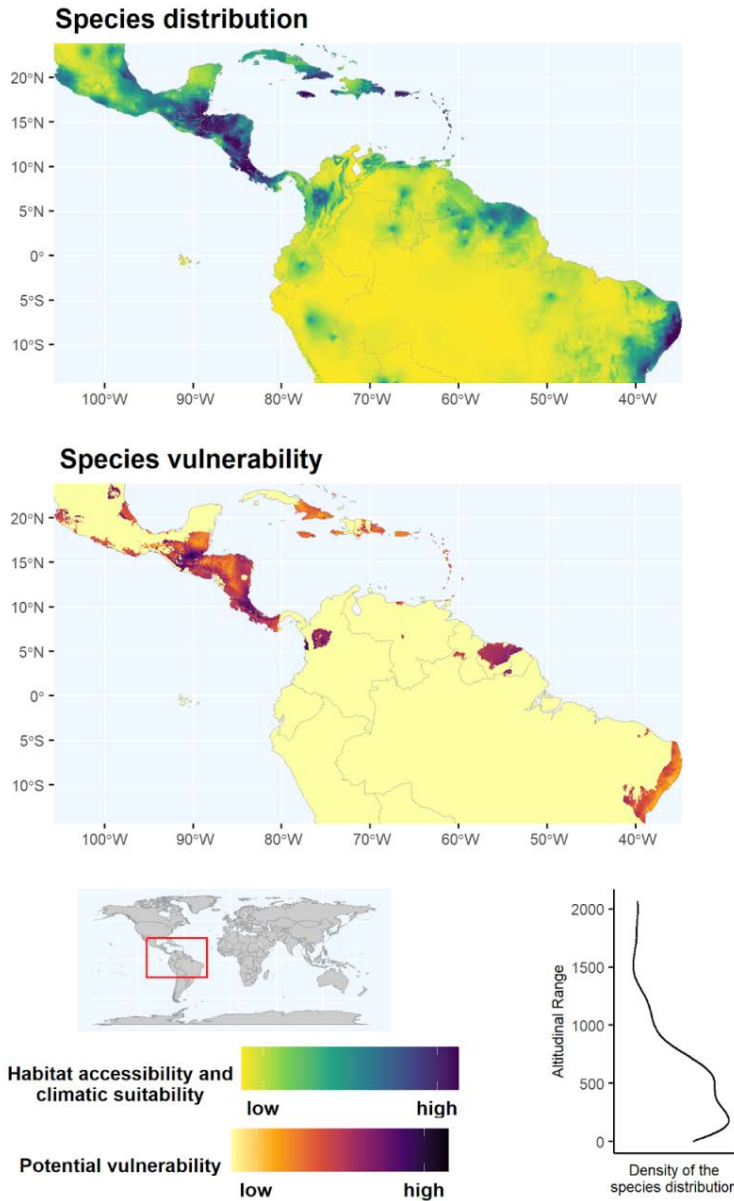 Species distribution
20°N
15°N
10°N
5°N
0°
5°S
10°S
100°W 90°W 80°W 70°W 60°W 50°W 40°W
Species vulnerability
20°N
15°N
10°N
5°N
0°
5°S
10°S
100°W 90°W 80°W 70°W 60°W 50°W 40°W
Habitat accessibility and
climatic suitability
low high
Potential vulnerability
low high
Altitudinal Range
2000
1500
1000
500
0
Density of the
species distribution